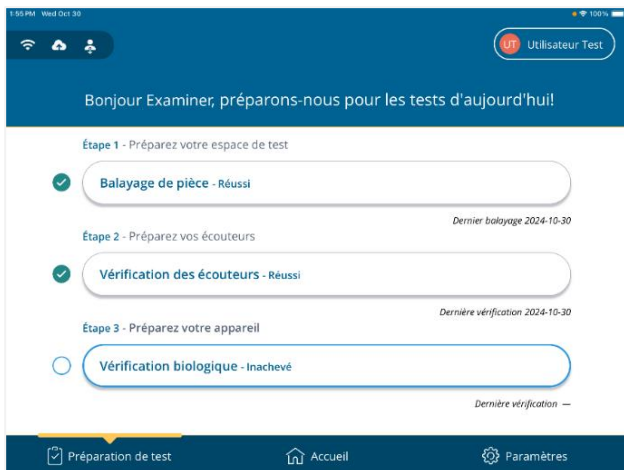 1:55 PM Wed Oct 30
100%
UT Utilisateur Test
Bonjour Examiner, préparons-nous pour les tests d'aujourd'hui!
Étape 1 - Préparez votre espace de test
Balayage de pièce - Réussi
Dernier balayage 2024-10-30
Étape 2 - Préparez vos écouteurs
Vérification des écouteurs - Réussi
Dernière vérification 2024-10-30
Étape 3 - Préparez votre appareil
Vérification biologique - Inachevé
Dernière vérification —
Préparation de test
Accueil
Paramètres